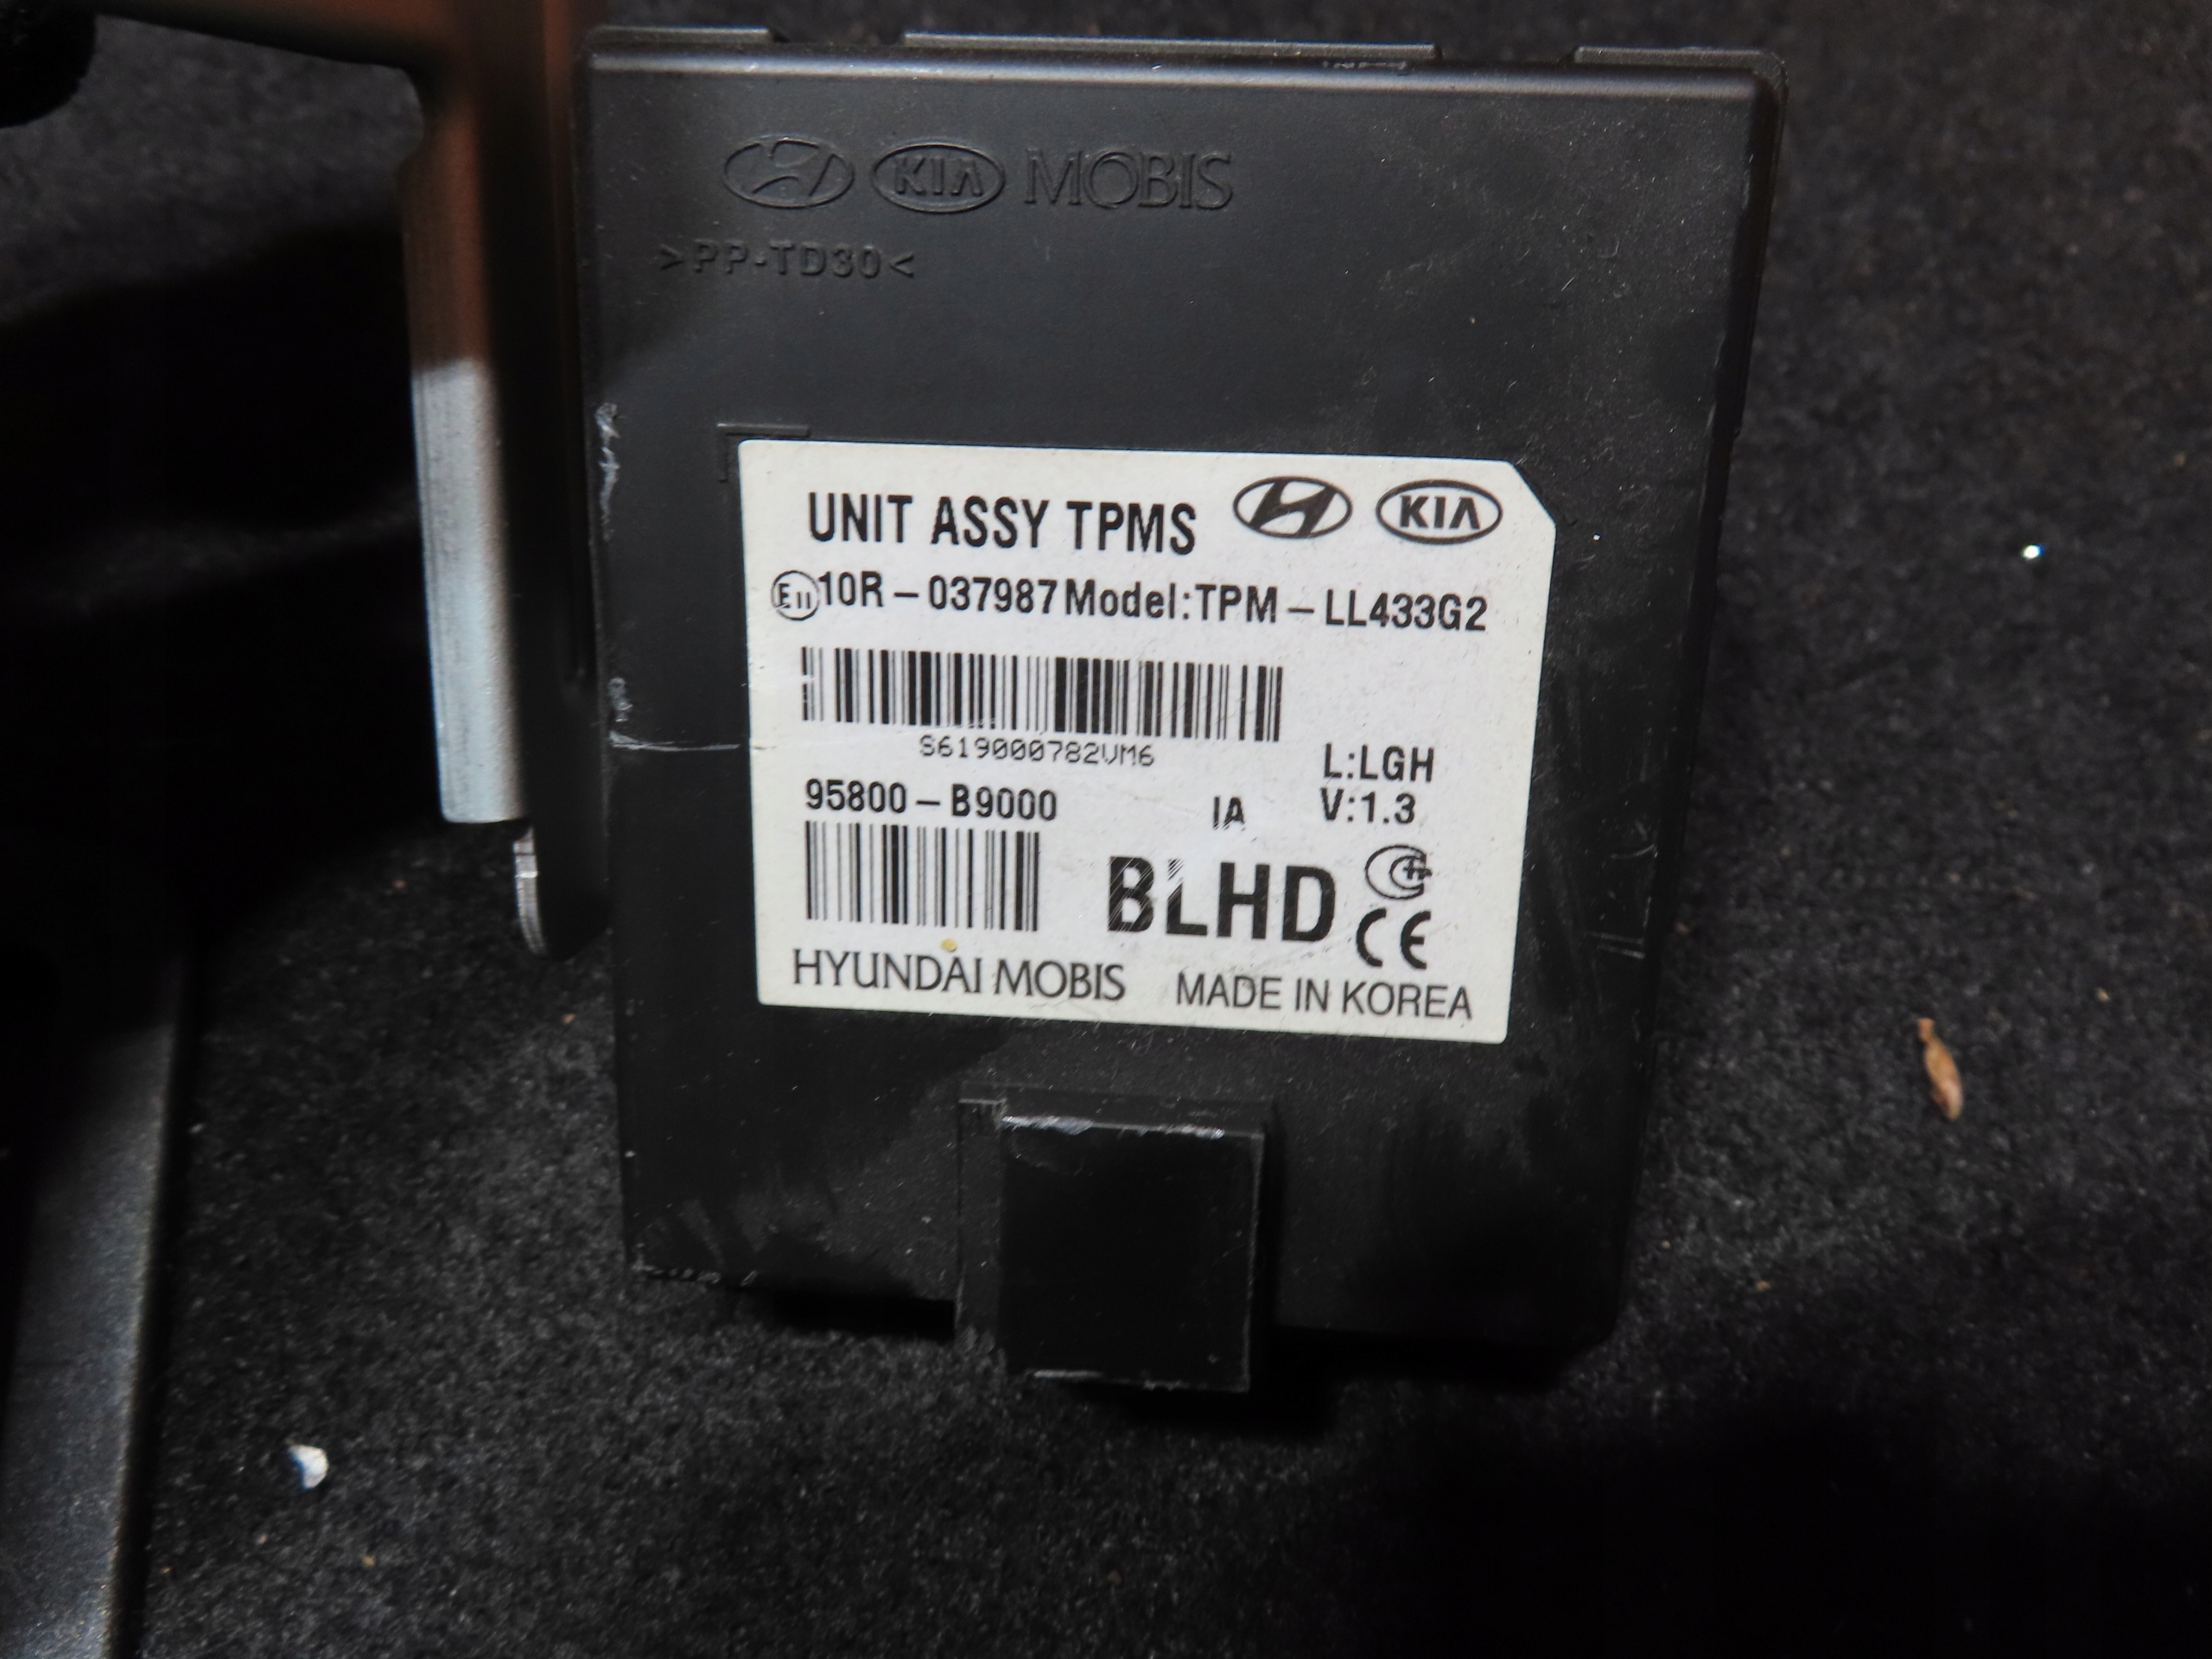 KIA MOBIS
>PP-TD30<
UNIT ASSY TPMS KIA
E11 10R-037987 Model:TPM-LL433G2
S619000782VM6
L:LGH
95800-B9000 IA V:1.3
BLHD
CE
HYUNDAI MOBIS MADE IN KOREA